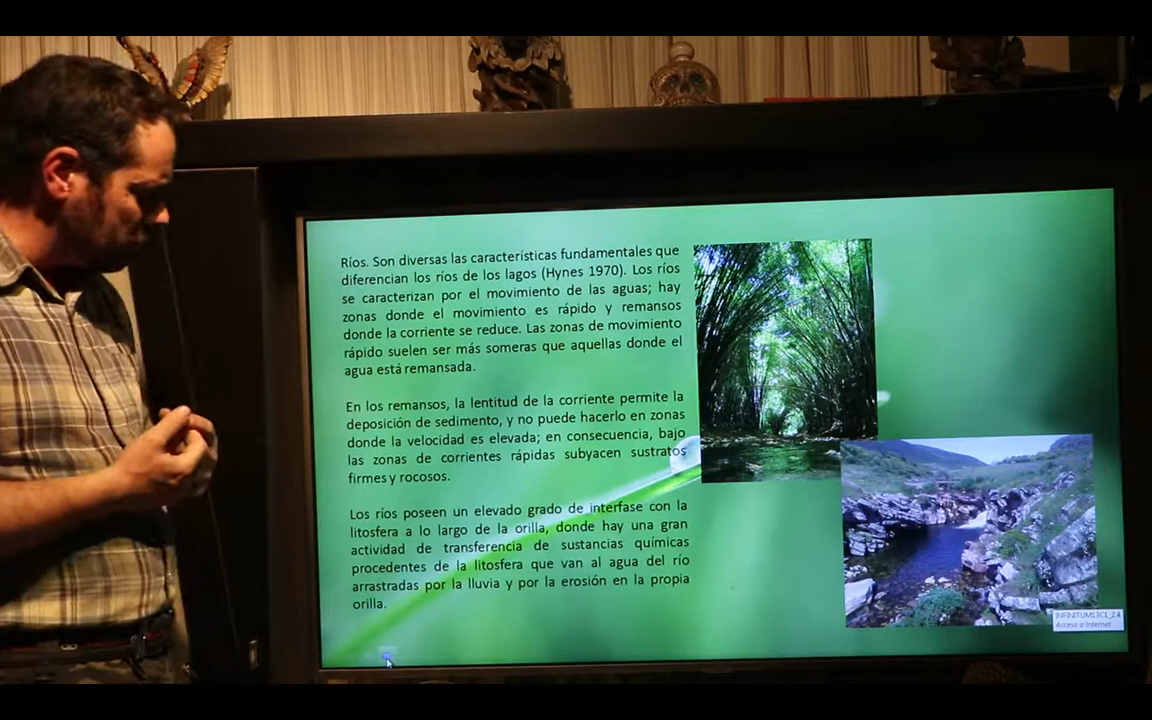 Ríos. Son diversas las características fundamentales que
diferencian los ríos de los lagos (Hynes 1970). Los ríos
se caracterizan por el movimiento de las aguas; hay
zonas donde el movimiento es rápido y remansos
donde la corriente se reduce. Las zonas de movimiento
rápido suelen ser más someras que aquellas donde el
agua está remansada.
En los remansos, la lentitud de la corriente permite la
deposición de sedimento, y no puede hacerlo en zonas
donde la velocidad es elevada; en consecuencia, bajo
las zonas de corrientes rápidas subyacen sustratos
firmes y rocosos.
Los ríos poseen un elevado grado de interfase con la
litosfera a lo largo de la orilla, donde hay una gran
actividad de transferencia de sustancias químicas
procedentes de la litosfera que van al agua del río
arrastradas por la lluvia y por la erosión en la propia
orilla.
Acceso a Internet